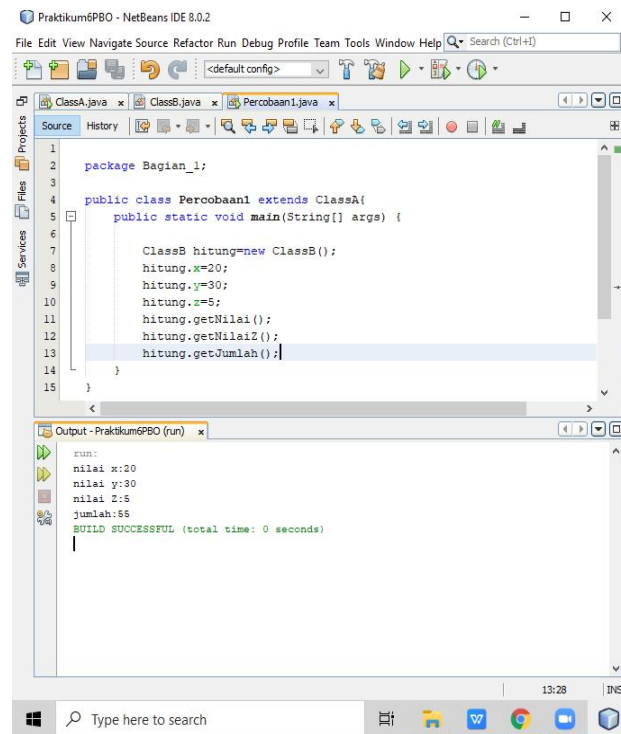 Praktikum6PBO - NetBeans IDE 8.0.2
File Edit View Navigate Source Refactor Run Debug Profile Team Tools Window Help Search (Ctrl+I)
<default config>
ClassA.java x ClassB.java x Percobaan1.java x
Source History
Projects
Files
Services
1
2 package Bagian_1;
3
4 public class Percobaan1 extends ClassA{
5 public static void main(String[] args) {
6
7 ClassB hitung=new ClassB();
8 hitung.x=20;
9 hitung.y=30;
10 hitung.z=5;
11 hitung.getNilai();
12 hitung.getNilaiZ();
13 hitung.getJumlah();
14 }
15 }
Output - Praktikum6PBO (run) x
run:
nilai x:20
nilai y:30
nilai Z:5
jumlah:55
BUILD SUCCESSFUL (total time: 0 seconds)
13:28 INS
Type here to search